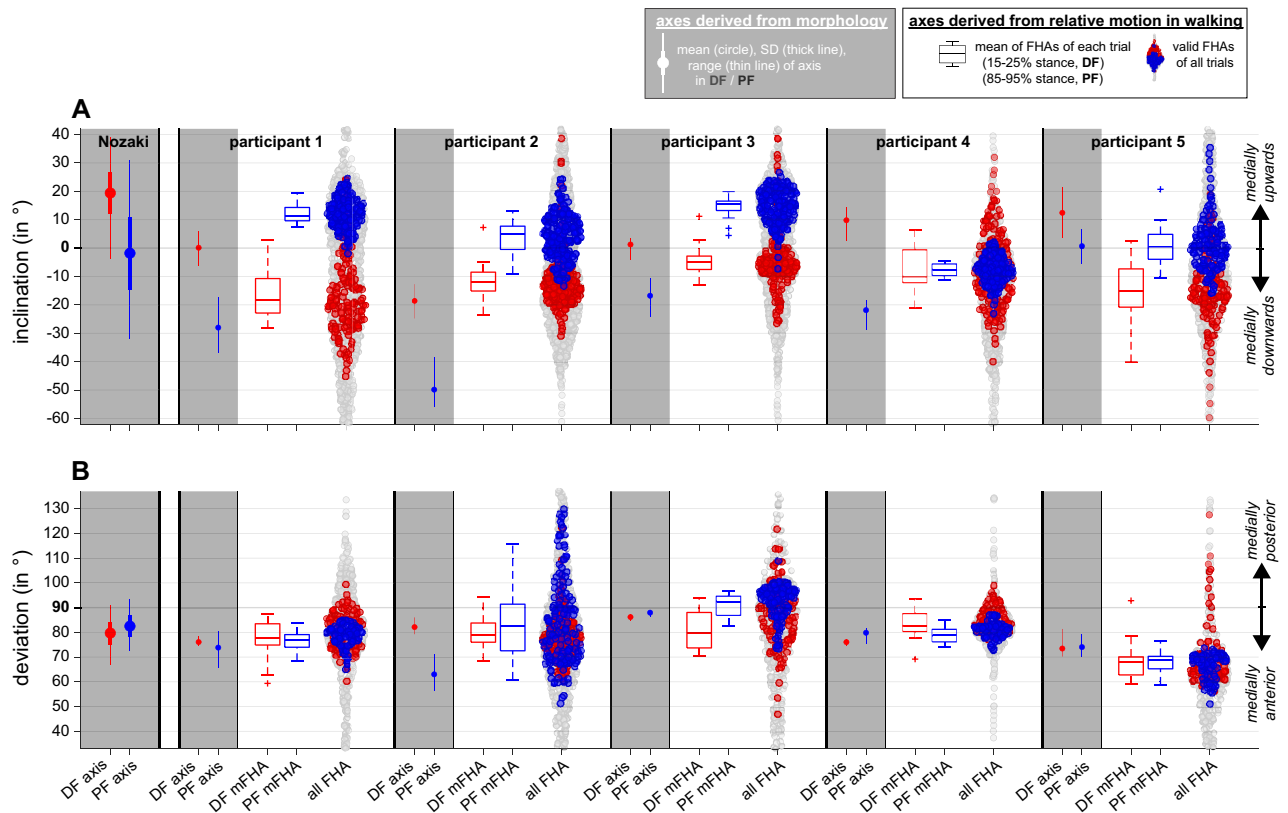 axes derived from morphology
mean (circle), SD (thick line),
range (thin line) of axis
in DF / PF
axes derived from relative motion in walking
mean of FHAs of each trial
(15-25% stance, DF)
(85-95% stance, PF)
valid FHAs
of all trials
A
Nozaki
participant 1
participant 2
participant 3
participant 4
participant 5
inclination (in °)
40
30
20
10
0
-10
-20
-30
-40
-50
-60
medially
upwards
medially
downwards
B
deviation (in °)
130
120
110
100
90
80
70
60
50
40
medially
posterior
medially
anterior
DF axis
PF axis
DF axis
PF axis
DF mFHA
PF mFHA
all FHA
DF axis
PF axis
DF mFHA
PF mFHA
all FHA
DF axis
PF axis
DF mFHA
PF mFHA
all FHA
DF axis
PF axis
DF mFHA
PF mFHA
all FHA
DF axis
PF axis
DF mFHA
PF mFHA
all FHA